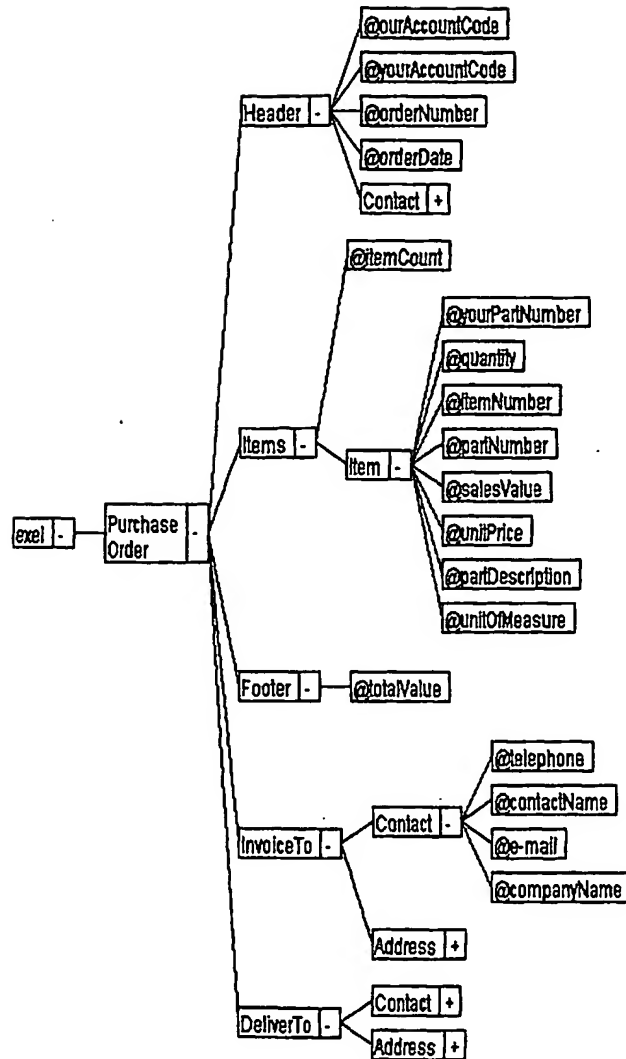 @ourAccountCode
@yourAccountCode
Header -
@orderNumber
@orderDate
Contact +
@itemCount
@yourPartNumber
@quantity
@itemNumber
Items -
@partNumber
Item -
@salesValue
exel -
Purchase
Order -
@unitPrice
@partDescription
@unitOfMeasure
Footer -
@totalValue
@telephone
Contact -
@contactName
InvoiceTo -
@e-mail
@companyName
Address +
Contact +
DeliverTo -
Address +